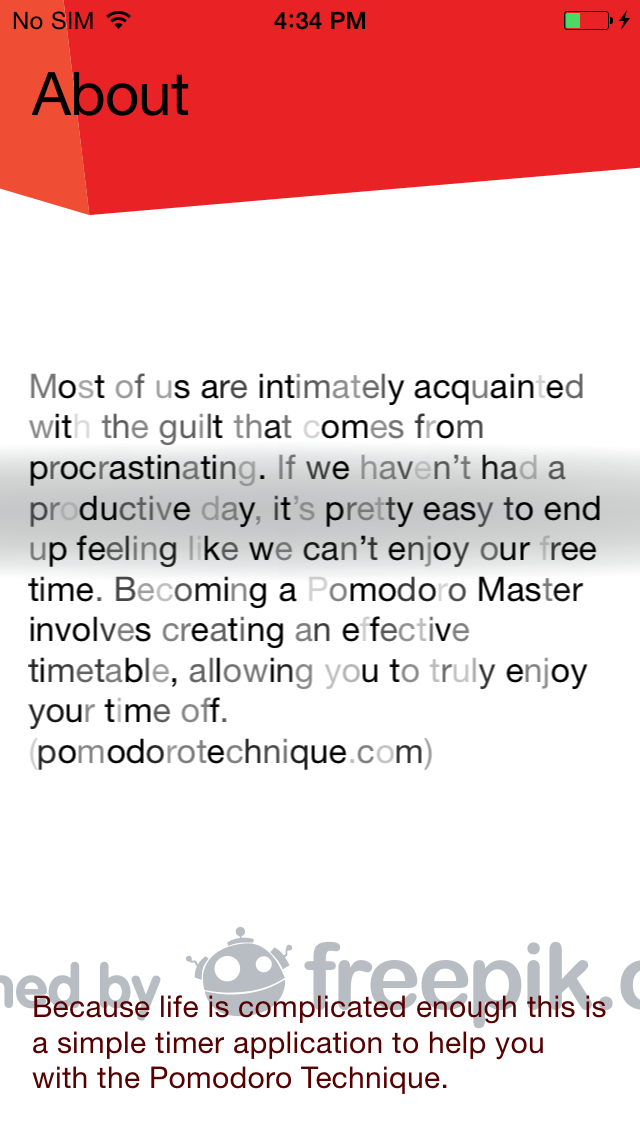 No SIM 4:34 PM
About
Most of us are intimately acquainted
with the guilt that comes from
procrastinating. If we haven't had a
productive day, it's pretty easy to end
up feeling like we can't enjoy our free
time. Becoming a Pomodoro Master
involves creating an effective
timetable, allowing you to truly enjoy
your time off.
(pomodorotechnique.com)
ned by freepik.c
Because life is complicated enough this is
a simple timer application to help you
with the Pomodoro Technique.